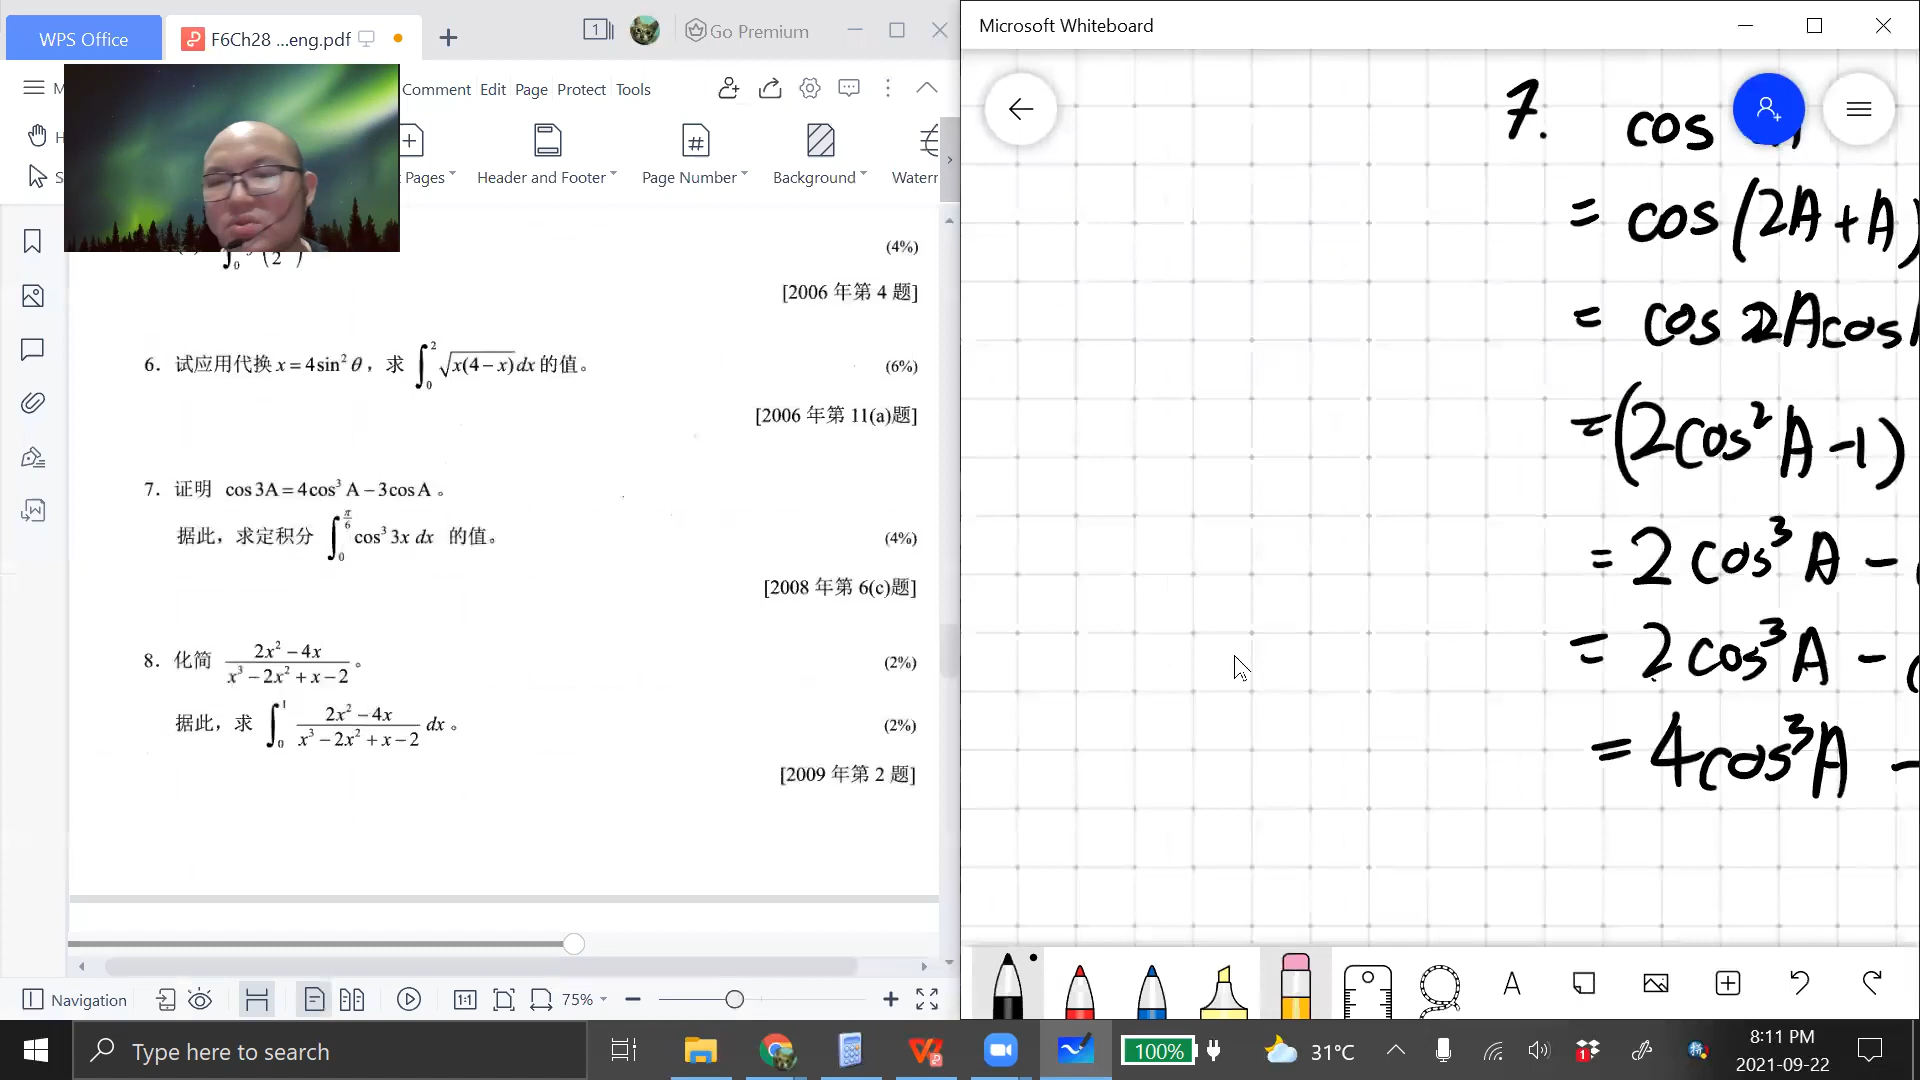 WPS Office
F6Ch28 ...eng.pdf
1
Go Premium
Comment Edit Page Protect Tools
Pages
Header and Footer
Page Number
Background
(4%)
[2006 年第 4 题]
6. 试应用代换 x = 4sin² θ，求 ∫₀² √x(4 − x) dx 的值。
(6%)
[2006 年第 11(a)题]
7. 证明 cos3A = 4cos³ A − 3cosA 。
据此，求定积分 ∫₀^(π/6) cos³ 3x dx 的值。
(4%)
[2008 年第 6(c)题]
8. 化简 (2x² − 4x)/(x³ − 2x² + x − 2) 。
(2%)
据此，求 ∫₀¹ (2x² − 4x)/(x³ − 2x² + x − 2) dx 。
(2%)
[2009 年第 2 题]
Navigation
1:1
75%
Microsoft Whiteboard
7. cos
= cos (2A + A)
= cos 2A cos
= (2cos² A − 1)
= 2 cos³ A −
= 2 cos³ A −
= 4cos³ A −
A
Type here to search
100%
31°C
1
8:11 PM
2021-09-22